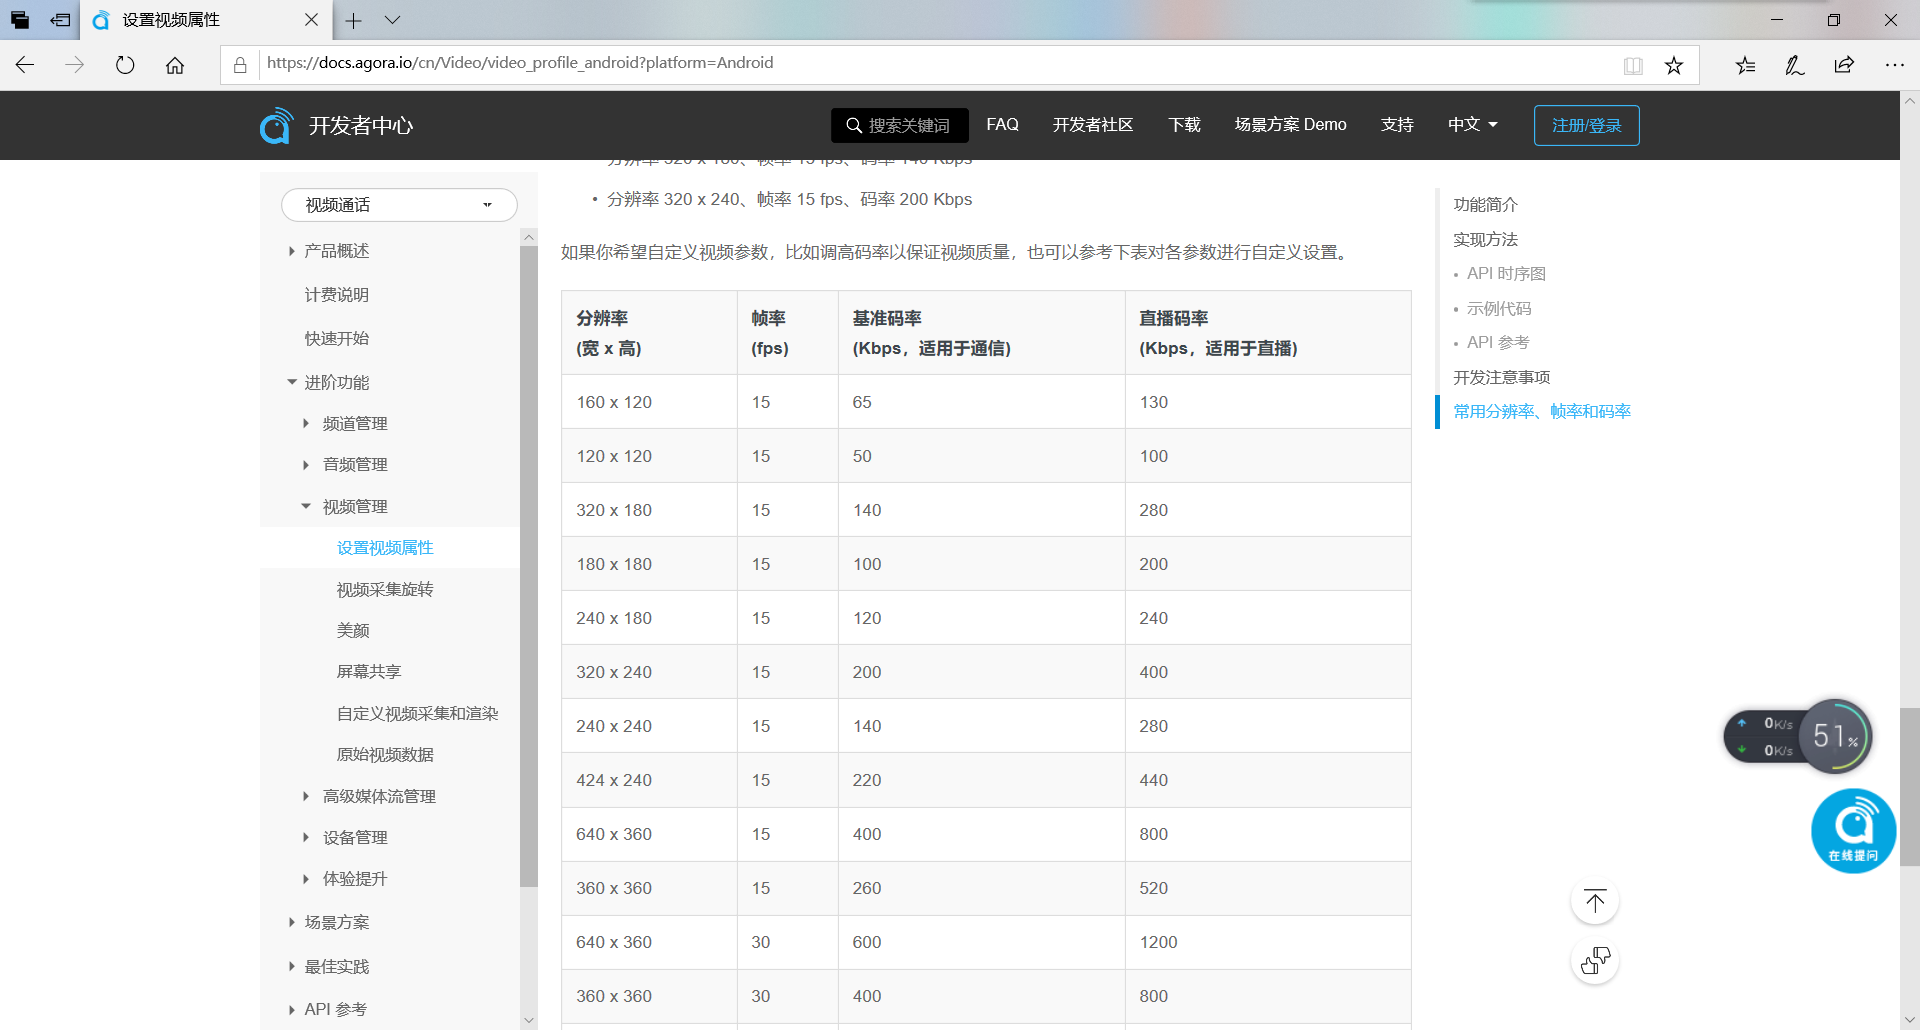 设置视频属性
https://docs.agora.io/cn/Video/video_profile_android?platform=Android
开发者中心
搜索关键词
FAQ
开发者社区
下载
场景方案 Demo
支持
中文
注册/登录
视频通话
产品概述
计费说明
快速开始
进阶功能
频道管理
音频管理
视频管理
设置视频属性
视频采集旋转
美颜
屏幕共享
自定义视频采集和渲染
原始视频数据
高级媒体流管理
设备管理
体验提升
场景方案
最佳实践
API 参考
分辨率 320 x 180、帧率 15 fps、码率 140 Kbps
• 分辨率 320 x 240、帧率 15 fps、码率 200 Kbps
如果你希望自定义视频参数，比如调高码率以保证视频质量，也可以参考下表对各参数进行自定义设置。
分辨率 帧率 基准码率 直播码率
(宽 x 高) (fps) (Kbps，适用于通信) (Kbps，适用于直播)
160 x 120 15 65 130
120 x 120 15 50 100
320 x 180 15 140 280
180 x 180 15 100 200
240 x 180 15 120 240
320 x 240 15 200 400
240 x 240 15 140 280
424 x 240 15 220 440
640 x 360 15 400 800
360 x 360 15 260 520
640 x 360 30 600 1200
360 x 360 30 400 800
功能简介
实现方法
• API 时序图
• 示例代码
• API 参考
开发注意事项
常用分辨率、帧率和码率
0K/s
0K/s
51%
在线提问